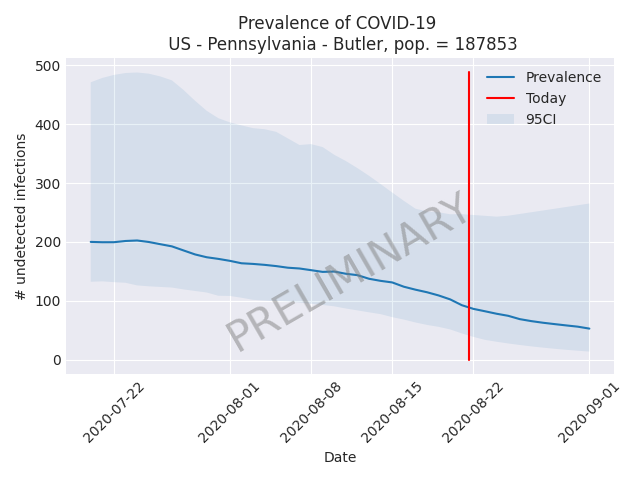 Prevalence of COVID-19
US - Pennsylvania - Butler, pop. = 187853
500
400
300
200
100
0
# undetected infections
Prevalence
Today
95CI
PRELIMINARY
2020-07-22
2020-08-01
2020-08-08
2020-08-15
2020-08-22
2020-09-01
Date